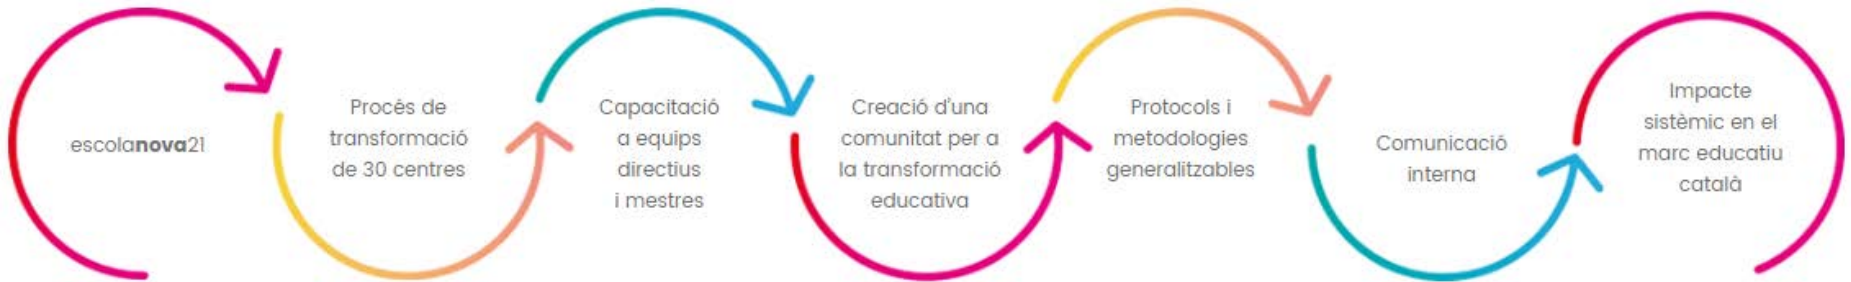 escolanova21
Procés de
transformació
de 30 centres
Capacitació
a equips
directius
i mestres
Creació d'una
comunitat per a
la transformació
educativa
Protocols i
metodologies
generalitzables
Comunicació
interna
Impacte
sistèmic en el
marc educatiu
català